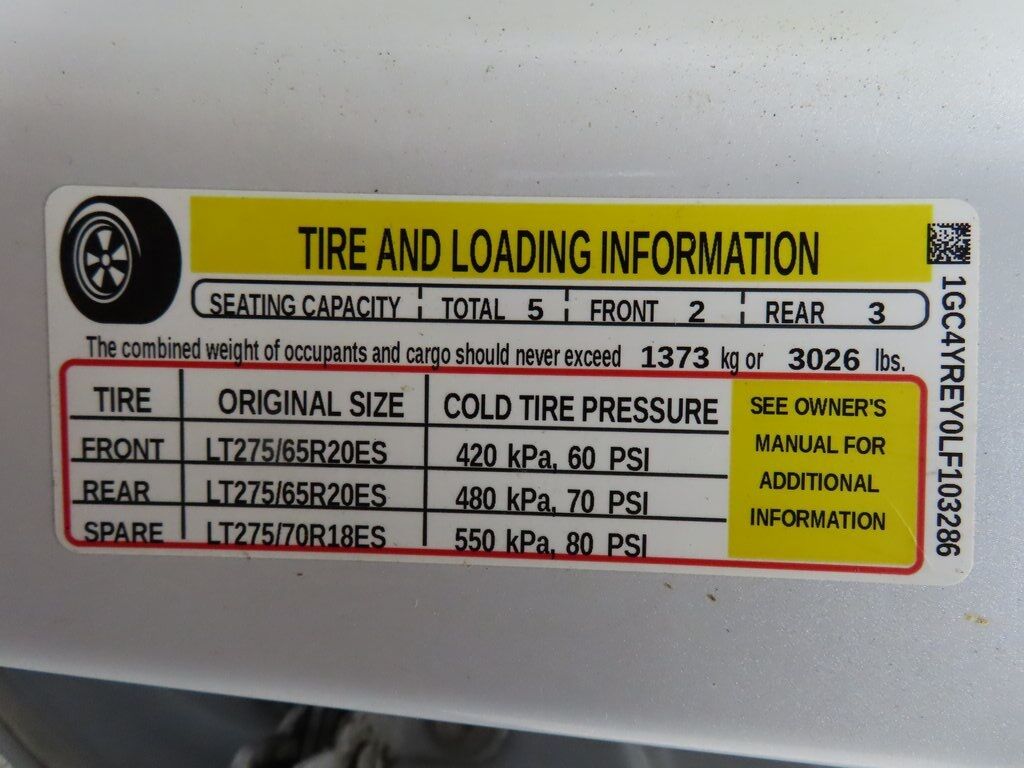 TIRE AND LOADING INFORMATION
SEATING CAPACITY TOTAL 5 FRONT 2 REAR 3
The combined weight of occupants and cargo should never exceed 1373 kg or 3026 lbs.
TIRE ORIGINAL SIZE COLD TIRE PRESSURE
FRONT LT275/65R20ES 420 kPa, 60 PSI
REAR LT275/65R20ES 480 kPa, 70 PSI
SPARE LT275/70R18ES 550 kPa, 80 PSI
SEE OWNER'S
MANUAL FOR
ADDITIONAL
INFORMATION
1GC4YREY0LF103286